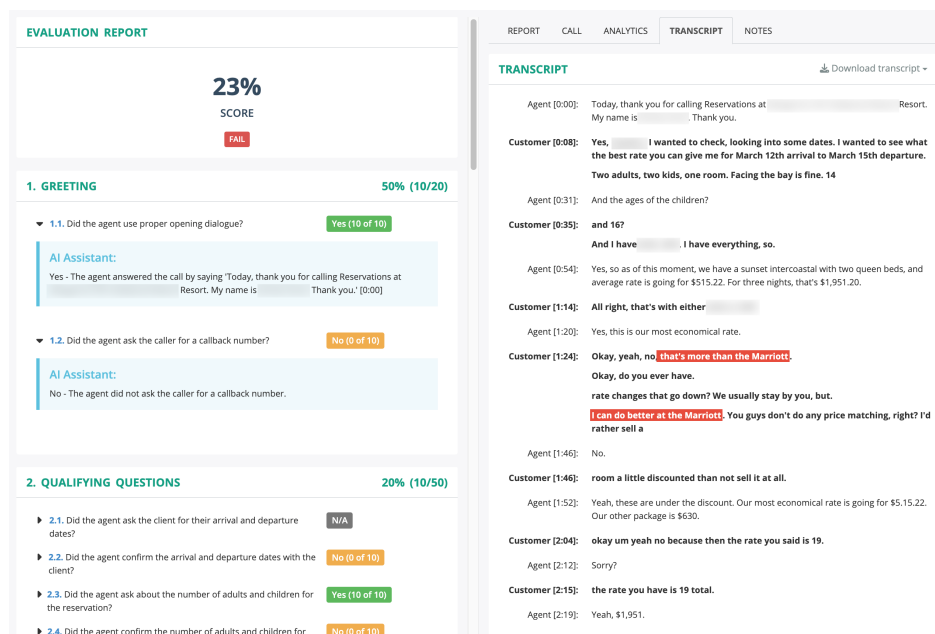 EVALUATION REPORT
23%
SCORE
FAIL
1. GREETING 50% (10/20)
1.1. Did the agent use proper opening dialogue? Yes (10 of 10)
AI Assistant:
Yes - The agent answered the call by saying 'Today, thank you for calling Reservations at
Resort. My name is Thank you.' [0:00]
1.2. Did the agent ask the caller for a callback number? No (0 of 10)
AI Assistant:
No - The agent did not ask the caller for a callback number.
2. QUALIFYING QUESTIONS 20% (10/50)
2.1. Did the agent ask the client for their arrival and departure N/A
dates?
2.2. Did the agent confirm the arrival and departure dates with the No (0 of 10)
client?
2.3. Did the agent ask about the number of adults and children for Yes (10 of 10)
the reservation?
2.4. Did the agent confirm the number of adults and children for No (0 of 10)
REPORT CALL ANALYTICS TRANSCRIPT NOTES
TRANSCRIPT Download transcript
Agent [0:00]: Today, thank you for calling Reservations at Resort.
My name is . Thank you.
Customer [0:08]: Yes, I wanted to check, looking into some dates. I wanted to see what
the best rate you can give me for March 12th arrival to March 15th departure.
Two adults, two kids, one room. Facing the bay is fine. 14
Agent [0:31]: And the ages of the children?
Customer [0:35]: and 16?
And I have . I have everything, so.
Agent [0:54]: Yes, so as of this moment, we have a sunset intercoastal with two queen beds, and
average rate is going for $515.22. For three nights, that's $1,951.20.
Customer [1:14]: All right, that's with either
Agent [1:20]: Yes, this is our most economical rate.
Customer [1:24]: Okay, yeah, no, that's more than the Marriott.
Okay, do you ever have.
rate changes that go down? We usually stay by you, but.
I can do better at the Marriott. You guys don't do any price matching, right? I'd
rather sell a
Agent [1:46]: No.
Customer [1:46]: room a little discounted than not sell it at all.
Agent [1:52]: Yeah, these are under the discount. Our most economical rate is going for $5.15.22.
Our other package is $630.
Customer [2:04]: okay um yeah no because then the rate you said is 19.
Agent [2:12]: Sorry?
Customer [2:15]: the rate you have is 19 total.
Agent [2:19]: Yeah, $1,951.